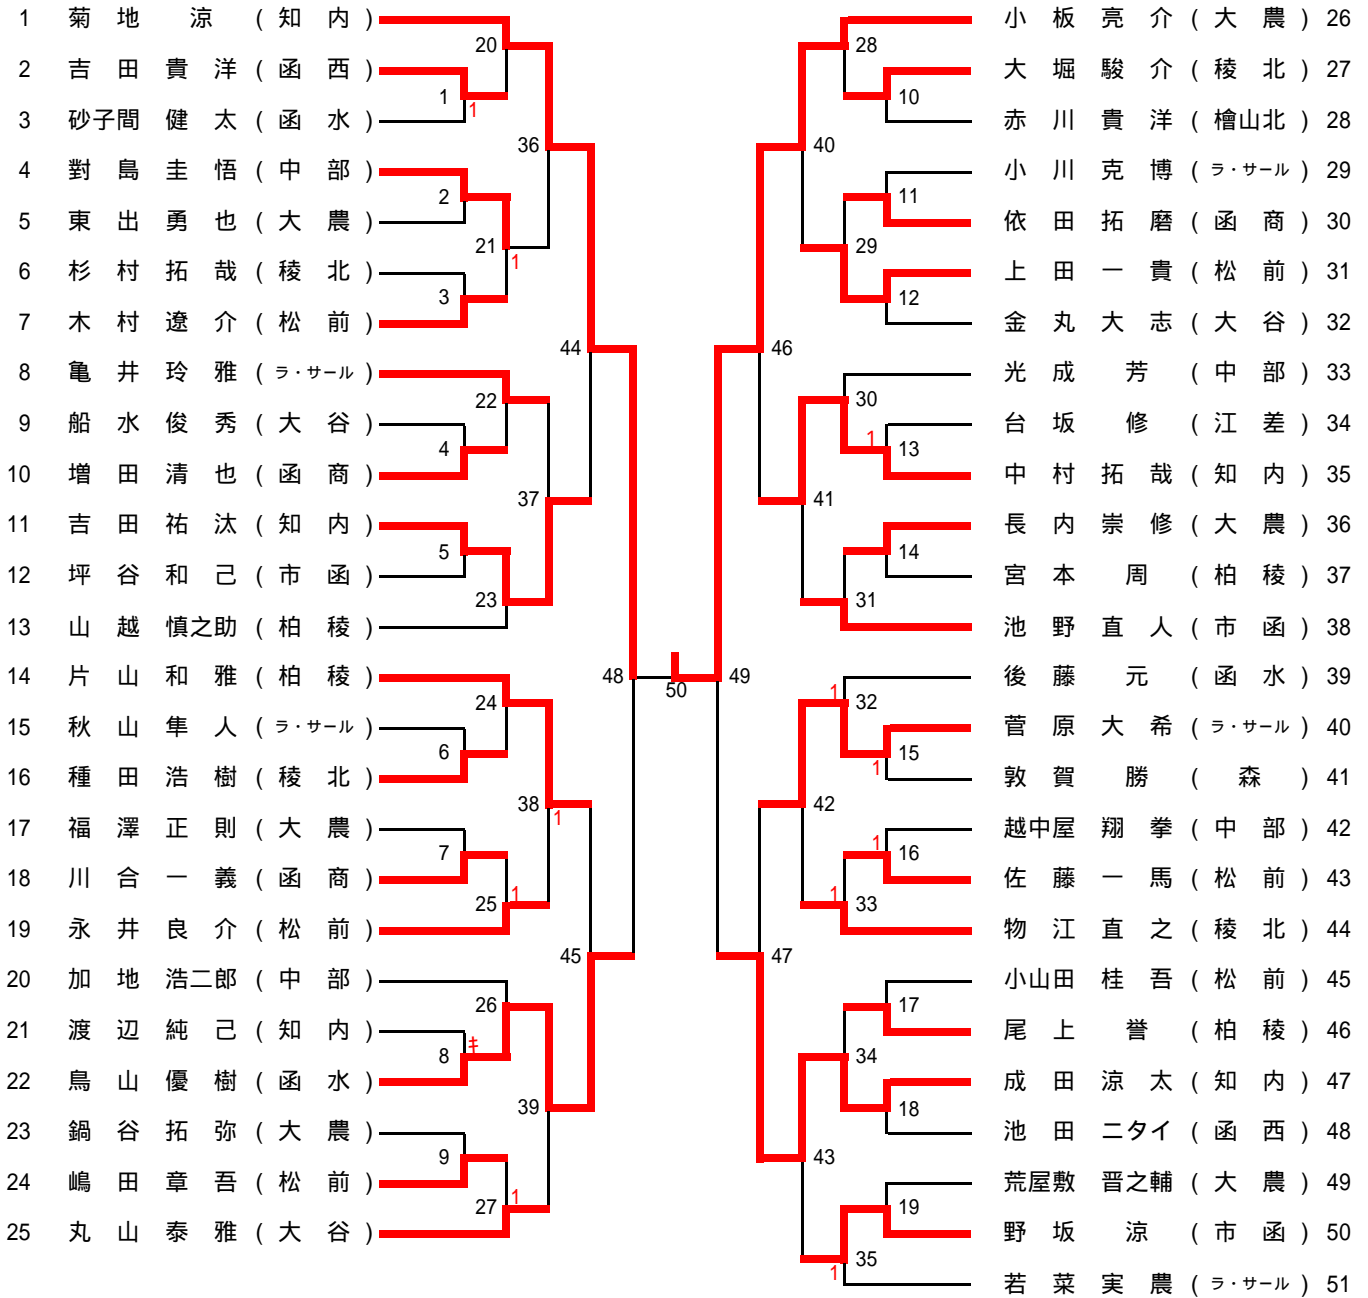 1 菊地 涼 (知内)
2 吉田貴洋 (函西)
3 砂子間 健太 (函水)
4 對島圭悟 (中部)
5 東出勇也 (大農)
6 杉村拓哉 (稜北)
7 木村遼介 (松前)
8 亀井玲雅 (ラ・サール)
9 船水俊秀 (大谷)
10 増田清也 (函商)
11 吉田祐汰 (知内)
12 坪谷和己 (市函)
13 山越 慎之助 (柏稜)
14 片山和雅 (柏稜)
15 秋山隼人 (ラ・サール)
16 種田浩樹 (稜北)
17 福澤正則 (大農)
18 川合一義 (函商)
19 永井良介 (松前)
20 加地 浩二郎 (中部)
21 渡辺純己 (知内)
22 鳥山優樹 (函水)
23 鍋谷拓弥 (大農)
24 嶋田章吾 (松前)
25 丸山泰雅 (大谷)
20
1 1
36
2
21 1
3
44
22
4
37
5
23
48
24
6
38 1
7
25 1
45
26
8 キ
39
9
27 1
50
28
10
40
11
29
12
46
30
1 13
41
14
31
49
1 32
15
1
42
1 16
1 33
47
17
34
18
43
19
35
1
小板亮介 (大農) 26
大堀駿介 (稜北) 27
赤川貴洋 (檜山北) 28
小川克博 (ラ・サール) 29
依田拓磨 (函商) 30
上田一貴 (松前) 31
金丸大志 (大谷) 32
光成 芳 (中部) 33
台坂 修 (江差) 34
中村拓哉 (知内) 35
長内崇修 (大農) 36
宮本 周 (柏稜) 37
池野直人 (市函) 38
後藤 元 (函水) 39
菅原大希 (ラ・サール) 40
敦賀 勝 (森) 41
越中屋 翔拳 (中部) 42
佐藤一馬 (松前) 43
物江直之 (稜北) 44
小山田 桂吾 (松前) 45
尾上 誉 (柏稜) 46
成田涼太 (知内) 47
池田ニタイ (函西) 48
荒屋敷 晋之輔 (大農) 49
野坂 涼 (市函) 50
若菜実農 (ラ・サール) 51